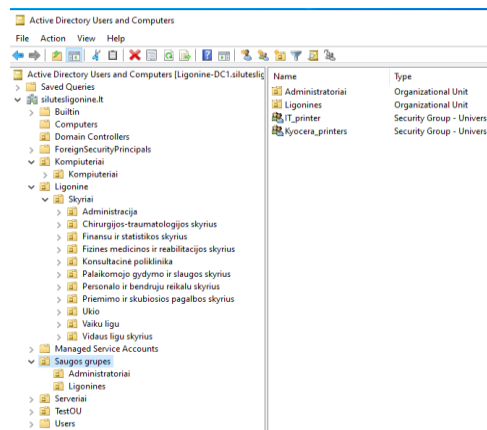 Active Directory Users and Computers
File Action View Help
Active Directory Users and Computers [Ligonine-DC1.siluteslig
Saved Queries
silutesligonine.lt
Builtin
Computers
Domain Controllers
ForeignSecurityPrincipals
Kompiuteriai
Kompiuteriai
Ligonine
Skyriai
Administracija
Chirurgijos-traumatologijos skyrius
Finansu ir statistikos skyrius
Fizines medicinos ir reabilitacijos skyrius
Konsultacinė poliklinika
Palaikomojo gydymo ir slaugos skyrius
Personalo ir bendruju reikalu skyrius
Priemimo ir skubiosios pagalbos skyrius
Ukio
Vaiku ligu
Vidaus ligu skyrius
Managed Service Accounts
Saugos grupes
Administratoriai
Ligonines
Serveriai
TestOU
Users
Name Type
Administratoriai Organizational Unit
Ligonines Organizational Unit
IT_printer Security Group - Univers
Kyocera_printers Security Group - Univers